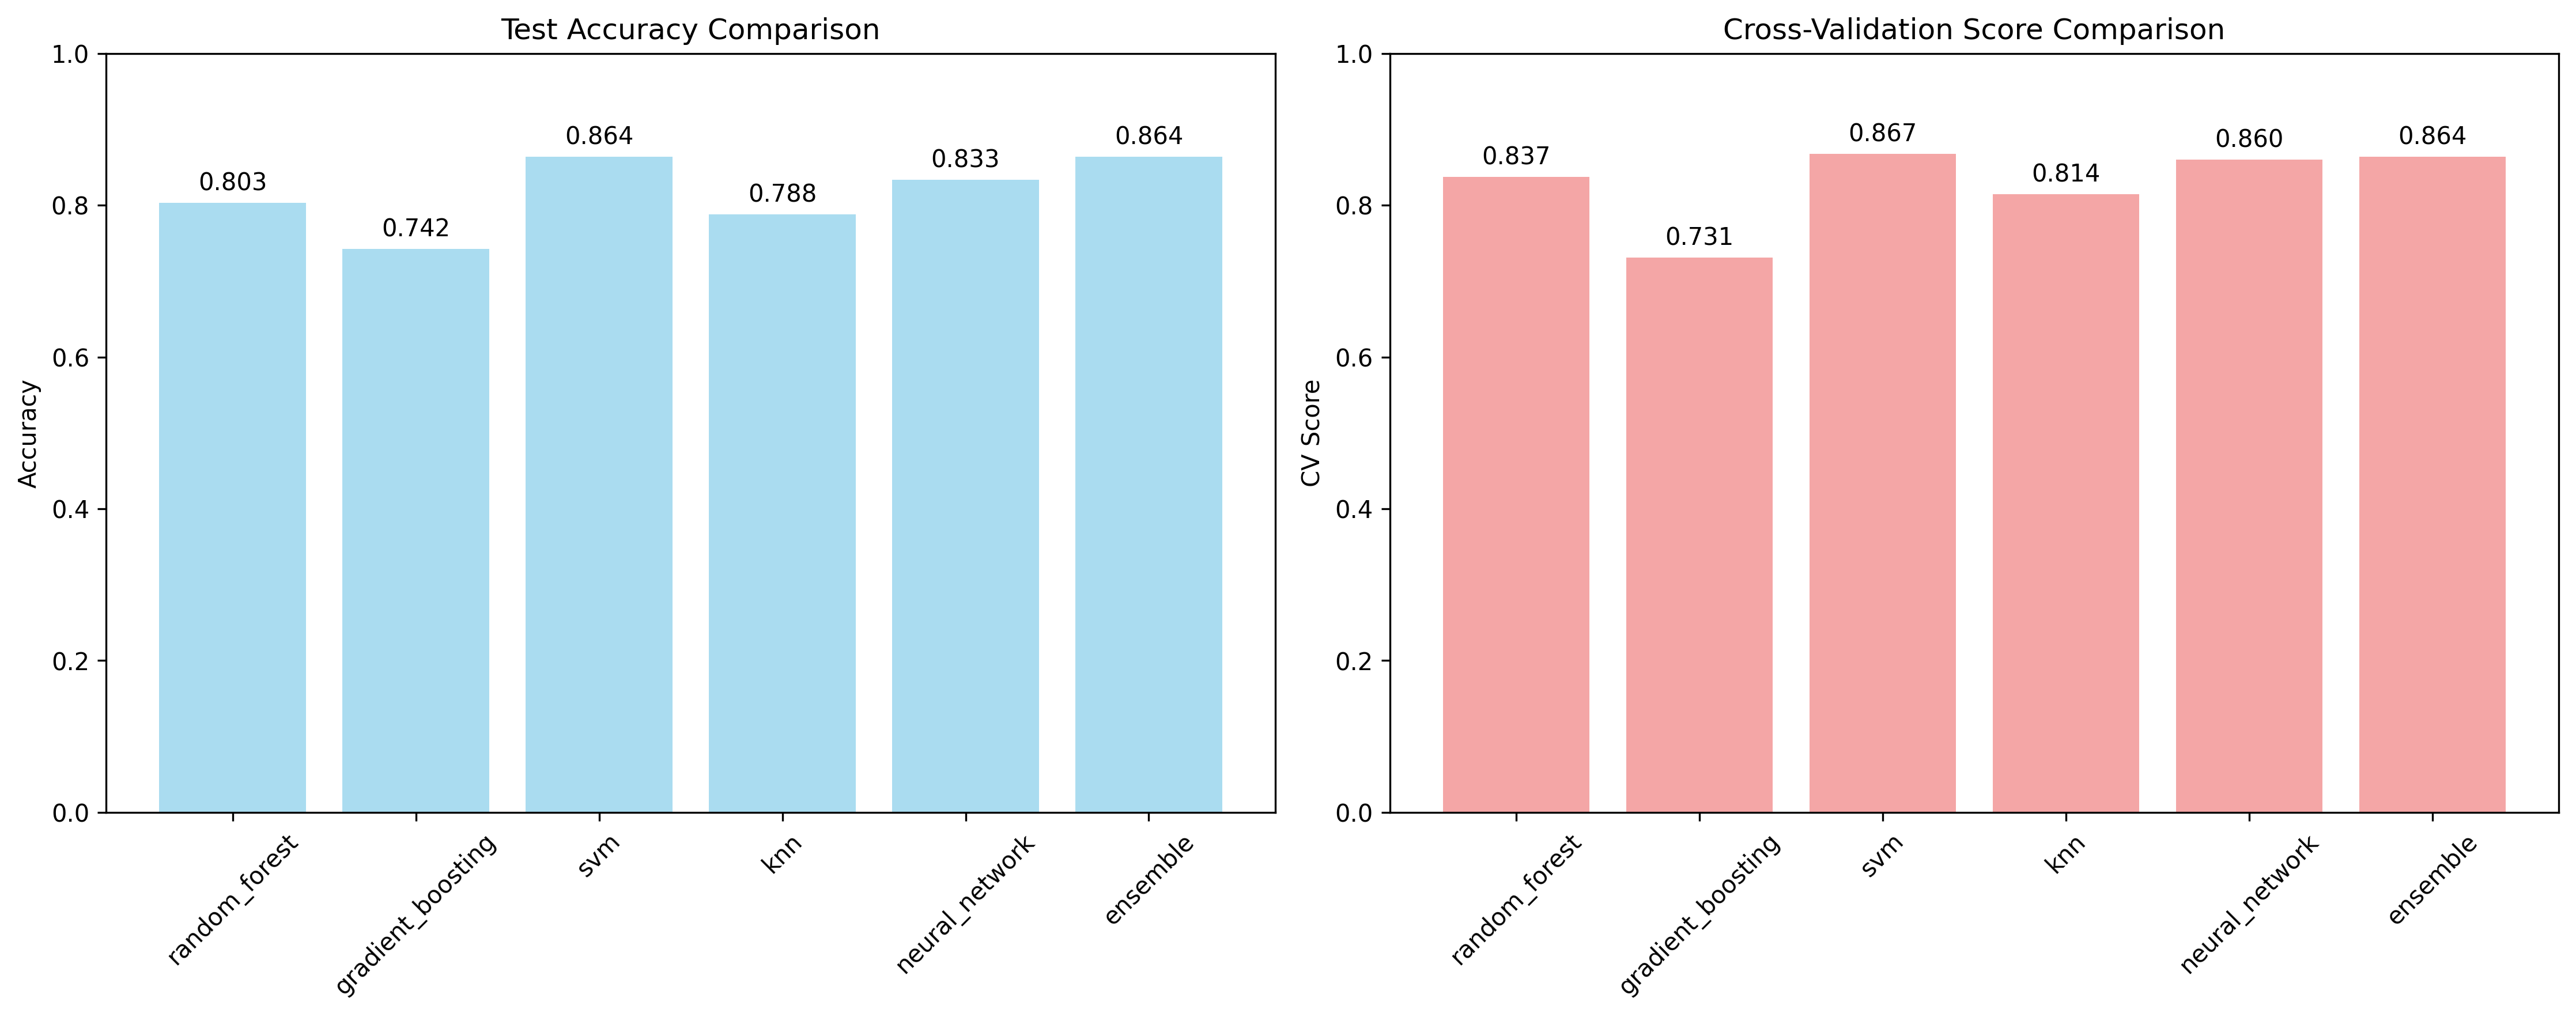 Test Accuracy Comparison
Accuracy
1.0
0.8
0.6
0.4
0.2
0.0
0.803
0.742
0.864
0.788
0.833
0.864
random_forest
gradient_boosting
svm
knn
neural_network
ensemble
Cross-Validation Score Comparison
CV Score
1.0
0.8
0.6
0.4
0.2
0.0
0.837
0.731
0.867
0.814
0.860
0.864
random_forest
gradient_boosting
svm
knn
neural_network
ensemble